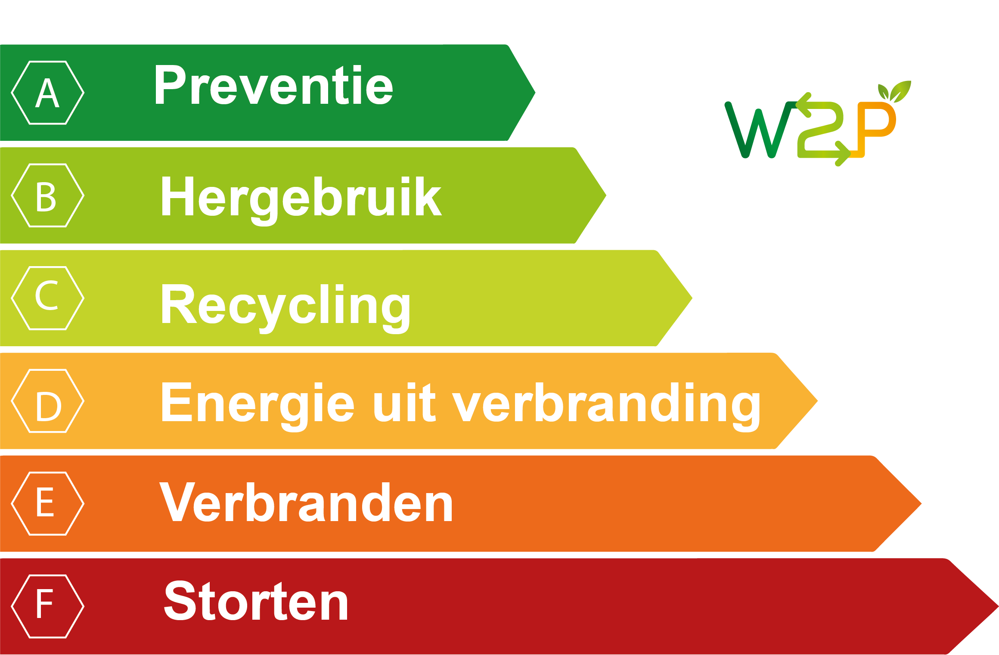 A Preventie
W2P
B Hergebruik
C Recycling
D Energie uit verbranding
E Verbranden
F Storten